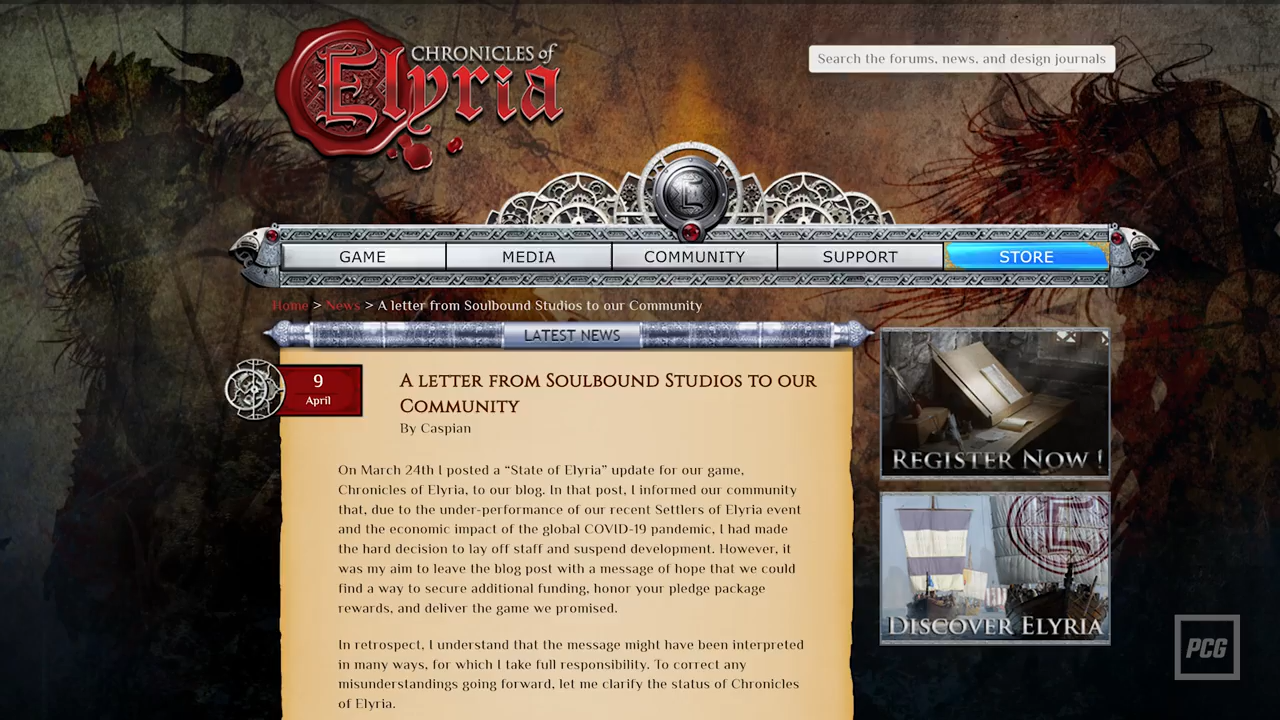 CHRONICLES of
Elyria
Search the forums, news, and design journals
GAME
MEDIA
COMMUNITY
SUPPORT
STORE
Home > News > A letter from Soulbound Studios to our Community
LATEST NEWS
9
April
A letter from Soulbound Studios to our
Community
By Caspian
On March 24th I posted a “State of Elyria” update for our game,
Chronicles of Elyria, to our blog. In that post, I informed our community
that, due to the under-performance of our recent Settlers of Elyria event
and the economic impact of the global COVID-19 pandemic, I had made
the hard decision to lay off staff and suspend development. However, it
was my aim to leave the blog post with a message of hope that we could
find a way to secure additional funding, honor your pledge package
rewards, and deliver the game we promised.
In retrospect, I understand that the message might have been interpreted
in many ways, for which I take full responsibility. To correct any
misunderstandings going forward, let me clarify the status of Chronicles
of Elyria.
Register Now !
Discover Elyria
PCG